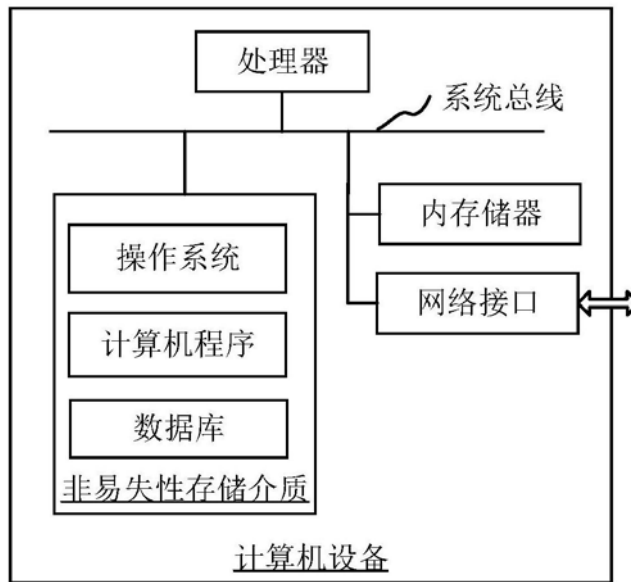 处理器
系统总线
内存储器
操作系统
网络接口
计算机程序
数据库
非易失性存储介质
计算机设备